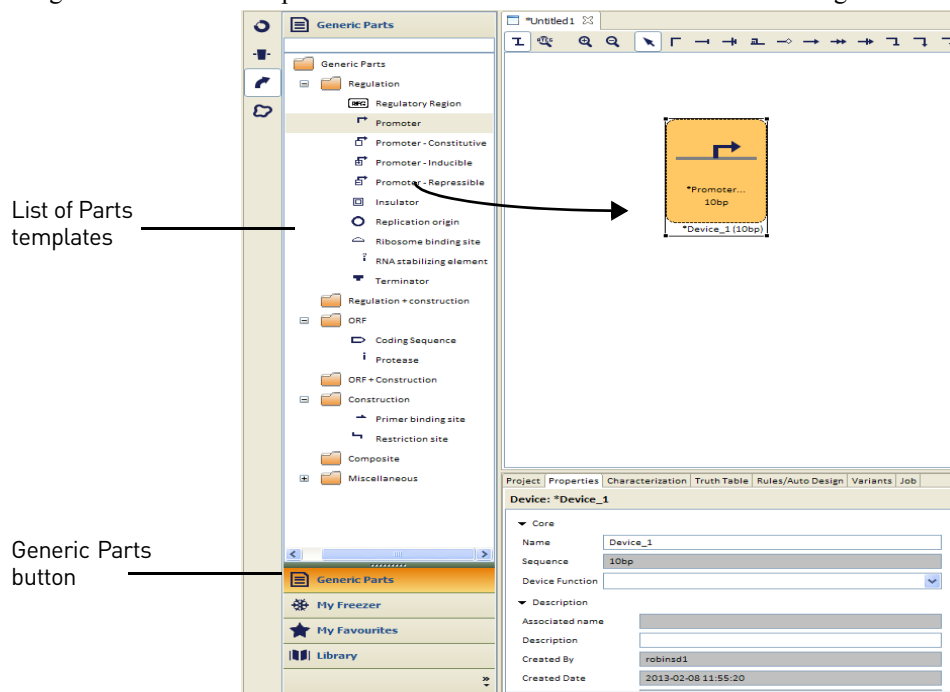 Generic Parts
*Untitled1
Generic Parts
Regulation
Regulatory Region
Promoter
Promoter - Constitutive
Promoter - Inducible
Promoter - Repressible
Insulator
Replication origin
Ribosome binding site
RNA stabilizing element
Terminator
Regulation + construction
ORF
Coding Sequence
Protease
ORF + Construction
Construction
Primer binding site
Restriction site
Composite
Miscellaneous
List of Parts
templates
Generic Parts
button
Generic Parts
My Freezer
My Favourites
Library
*Promoter...
10bp
*Device_1 (10bp)
Project Properties Characterization Truth Table Rules/Auto Design Variants Job
Device: *Device_1
Core
Name Device_1
Sequence 10bp
Device Function
Description
Associated name
Description
Created By robinsd1
Created Date 2013-02-08 11:55:20